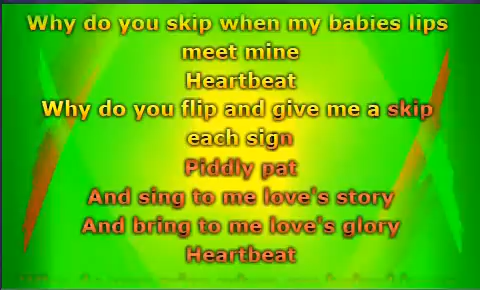 Why do you skip when my babies lips
meet mine
Heartbeat
Why do you flip and give me a skip
each sign
Piddly pat
And sing to me love's story
And bring to me love's glory
Heartbeat